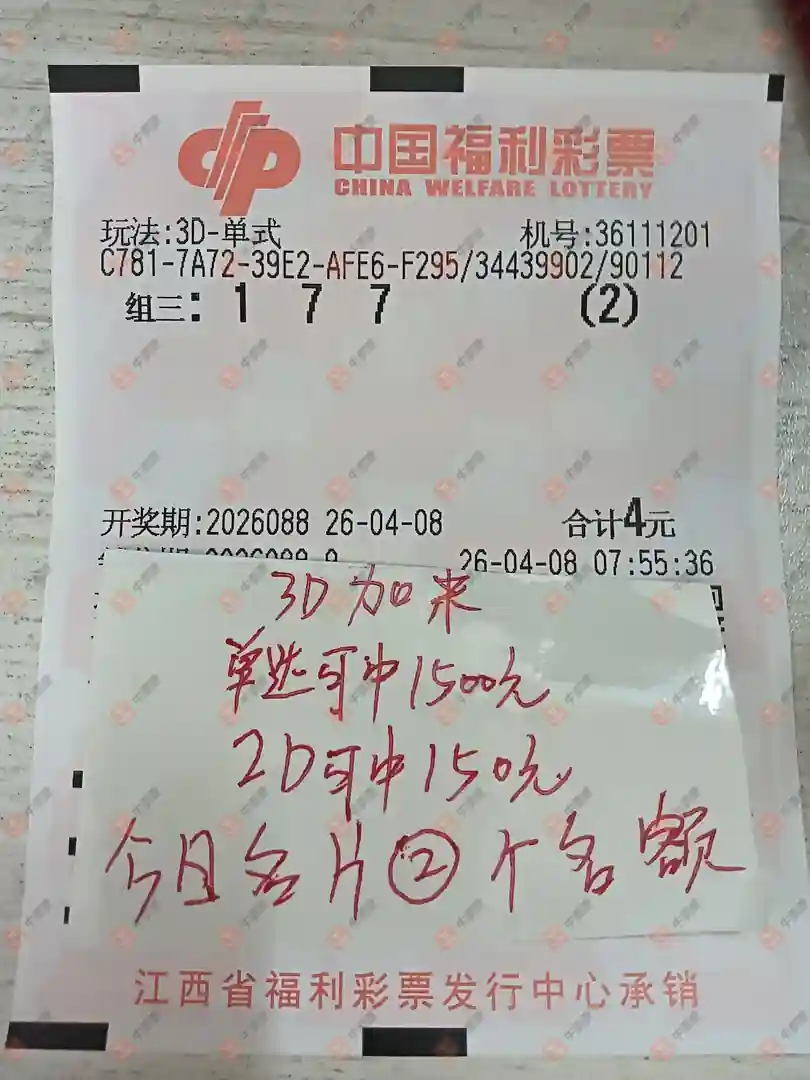 中国福利彩票
CHINA WELFARE LOTTERY
玩法:3D-单式 机号:36111201
C781-7A72-39E2-AFE6-F295/34439902/90112
组三: 1 7 7 (2)
开奖期:2026088 26-04-08 合计4元
26-04-08 07:55:36
3D加来
单选可中1500元
2D可中150元
今日名片②个名额
江西省福利彩票发行中心承销